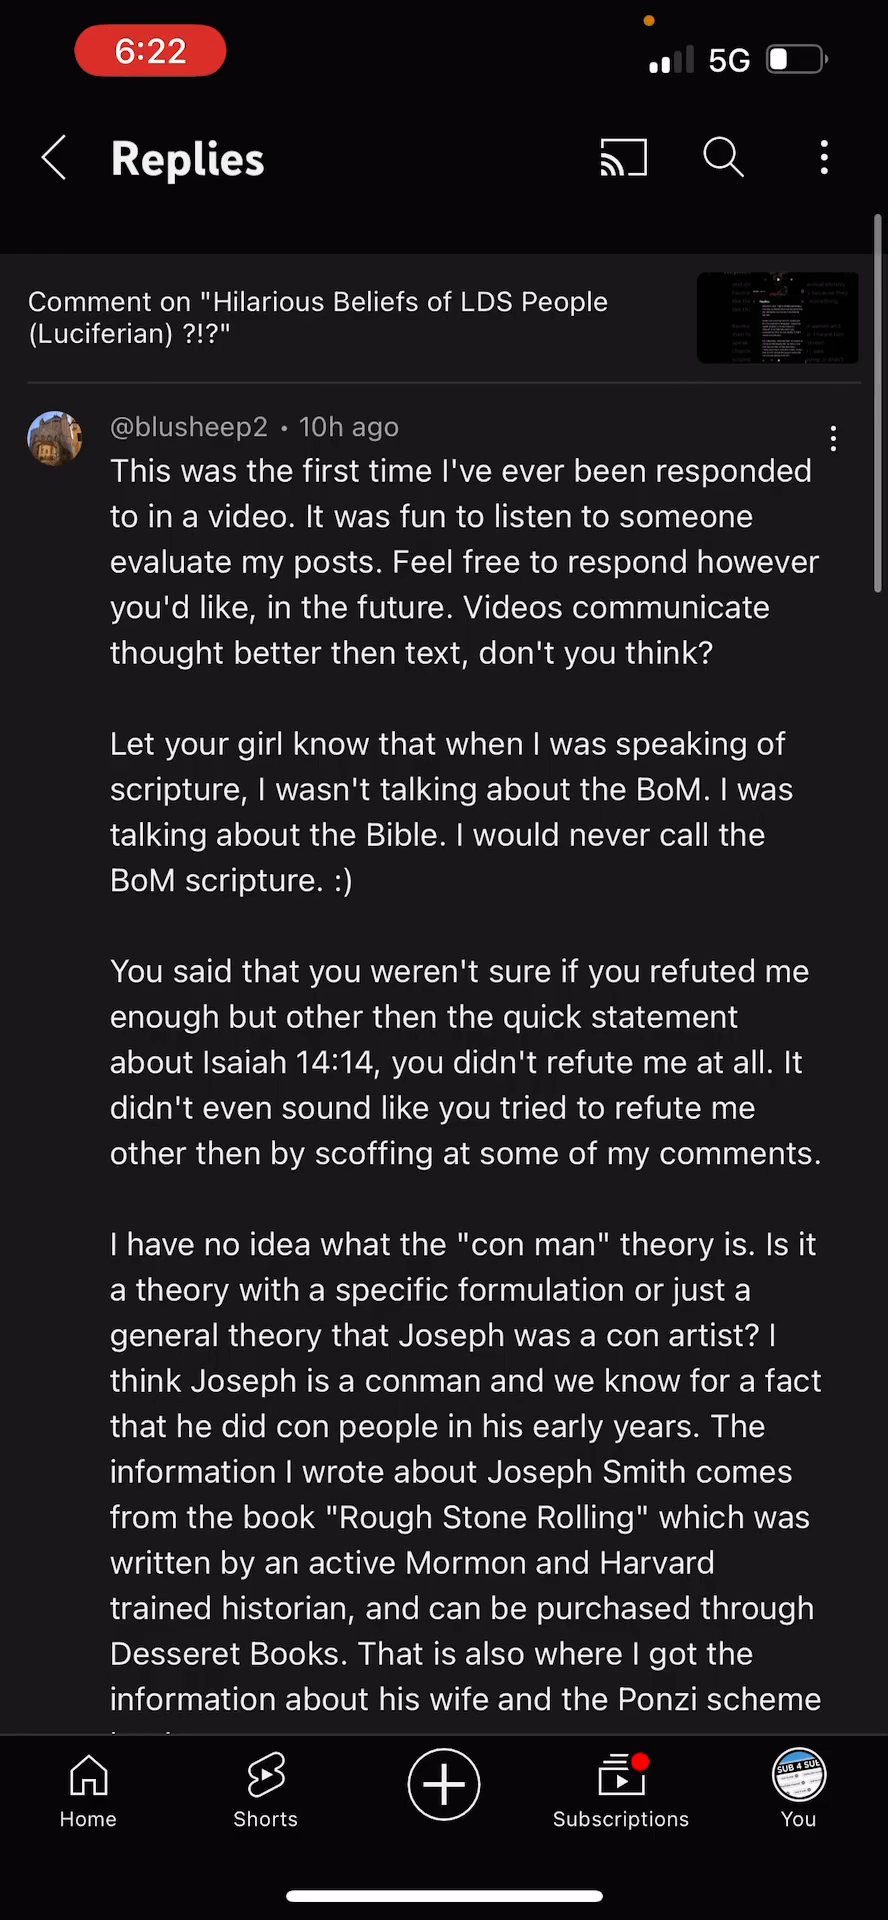 6:22
5G
Replies
Comment on "Hilarious Beliefs of LDS People
(Luciferian) ?!?"
@blusheep2 • 10h ago
This was the first time I've ever been responded
to in a video. It was fun to listen to someone
evaluate my posts. Feel free to respond however
you'd like, in the future. Videos communicate
thought better then text, don't you think?
Let your girl know that when I was speaking of
scripture, I wasn't talking about the BoM. I was
talking about the Bible. I would never call the
BoM scripture. :)
You said that you weren't sure if you refuted me
enough but other then the quick statement
about Isaiah 14:14, you didn't refute me at all. It
didn't even sound like you tried to refute me
other then by scoffing at some of my comments.
I have no idea what the "con man" theory is. Is it
a theory with a specific formulation or just a
general theory that Joseph was a con artist? I
think Joseph is a conman and we know for a fact
that he did con people in his early years. The
information I wrote about Joseph Smith comes
from the book "Rough Stone Rolling" which was
written by an active Mormon and Harvard
trained historian, and can be purchased through
Desseret Books. That is also where I got the
information about his wife and the Ponzi scheme
Home
Shorts
Subscriptions
SUB 4 SUB
You